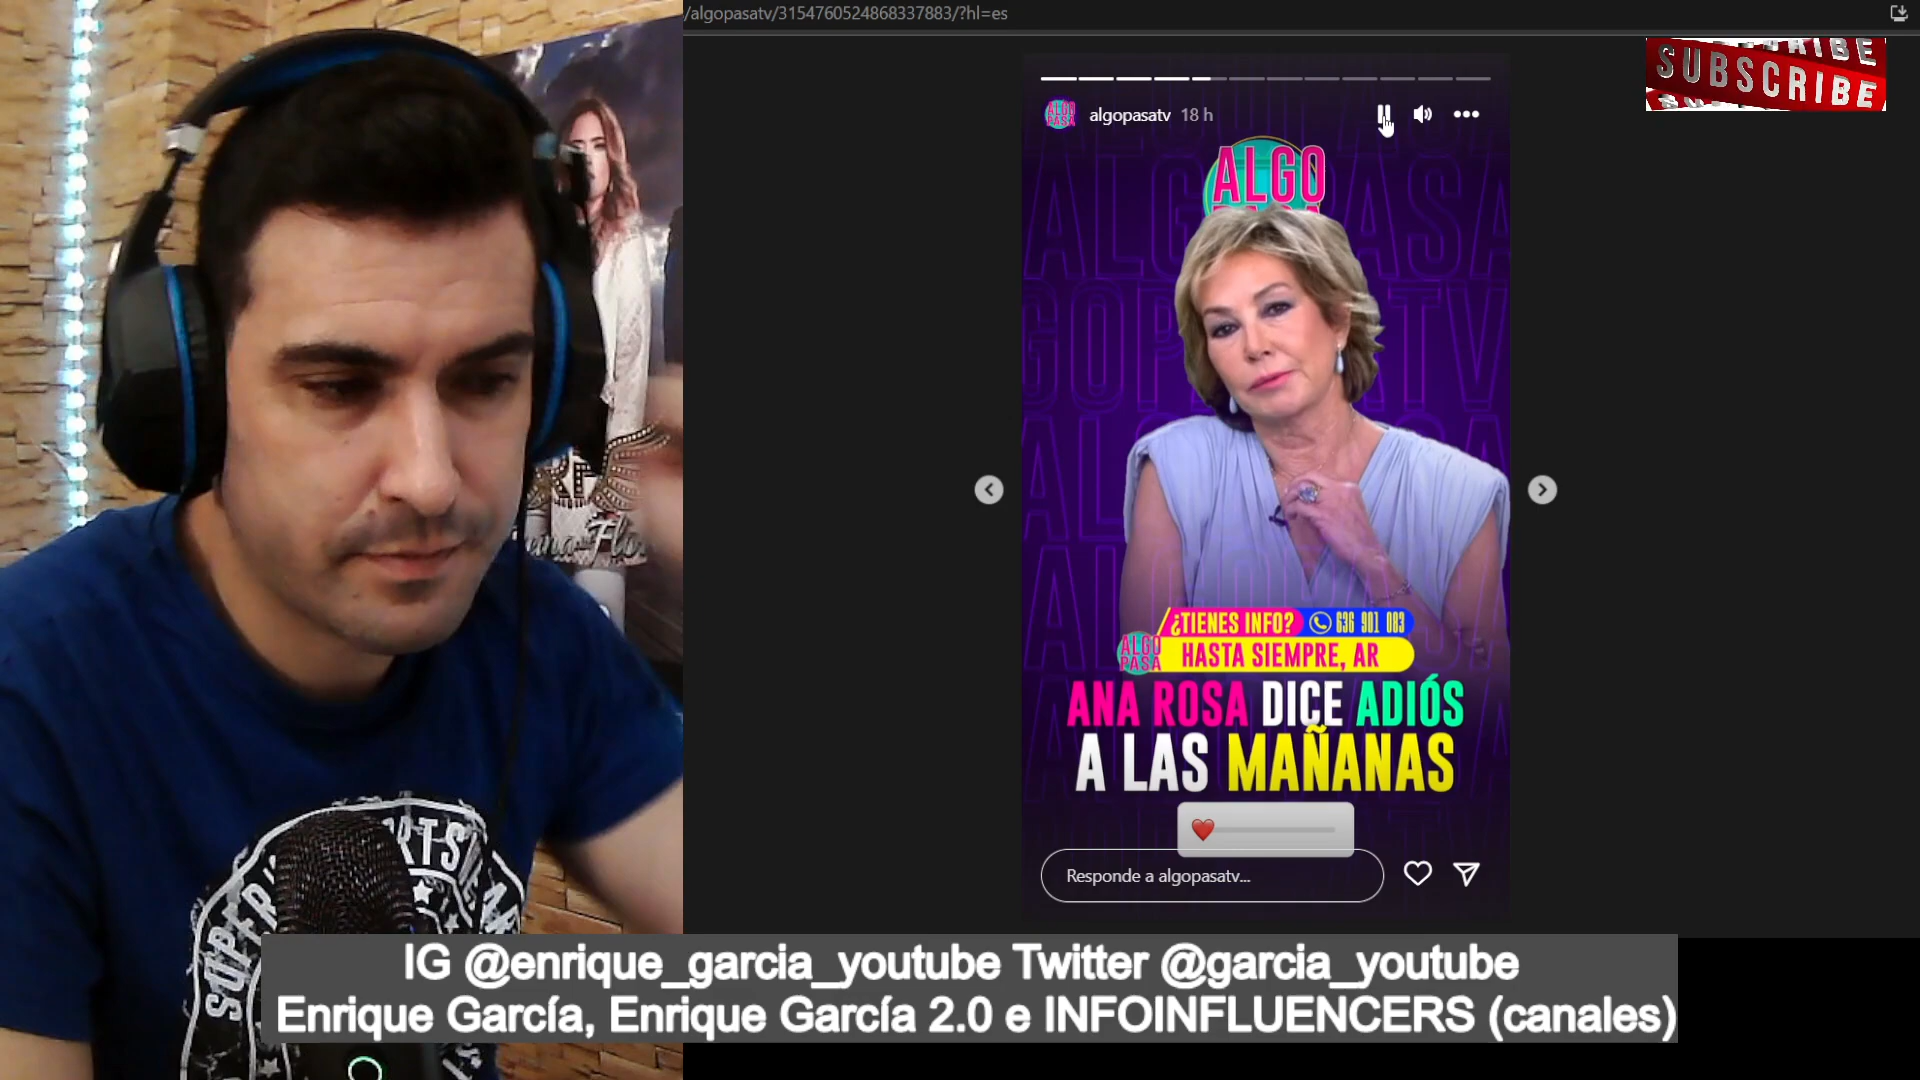 /algopasatv/3154760524868337883/?hl=es
SUBSCRIBE
algopasatv 18 h
ALGO
¿TIENES INFO? 636 901 083
ALGO PASA
HASTA SIEMPRE, AR
ANA ROSA DICE ADIÓS
A LAS MAÑANAS
Responde a algopasatv...
IG @enrique_garcia_youtube Twitter @garcia_youtube
Enrique García, Enrique García 2.0 e INFOINFLUENCERS (canales)